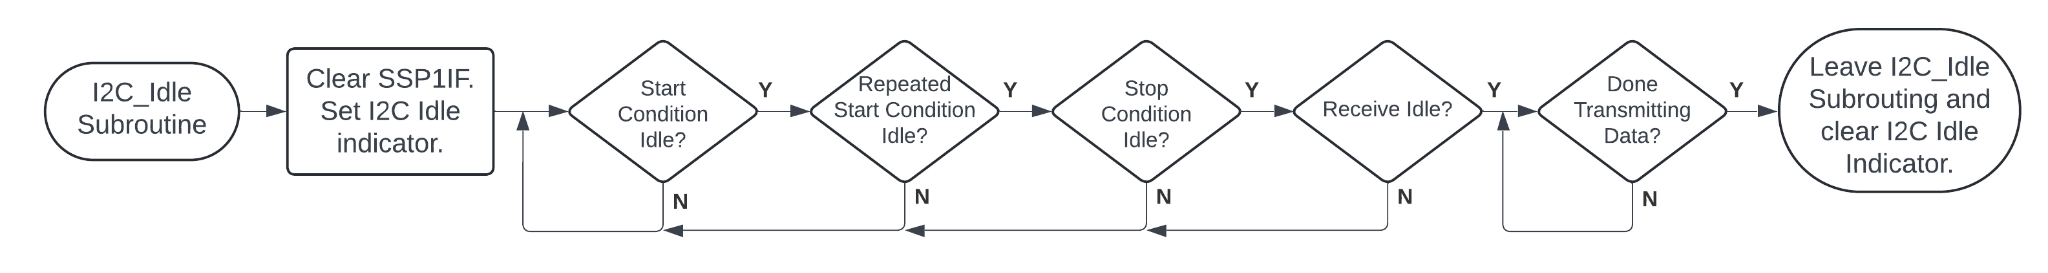 I2C_Idle
Subroutine
Clear SSP1IF.
Set I2C Idle
indicator.
Start
Condition
Idle?
Y
N
Repeated
Start Condition
Idle?
Y
N
Stop
Condition
Idle?
Y
N
Receive Idle?
Y
N
Done
Transmitting
Data?
Y
N
Leave I2C_Idle
Subrouting and
clear I2C Idle
Indicator.